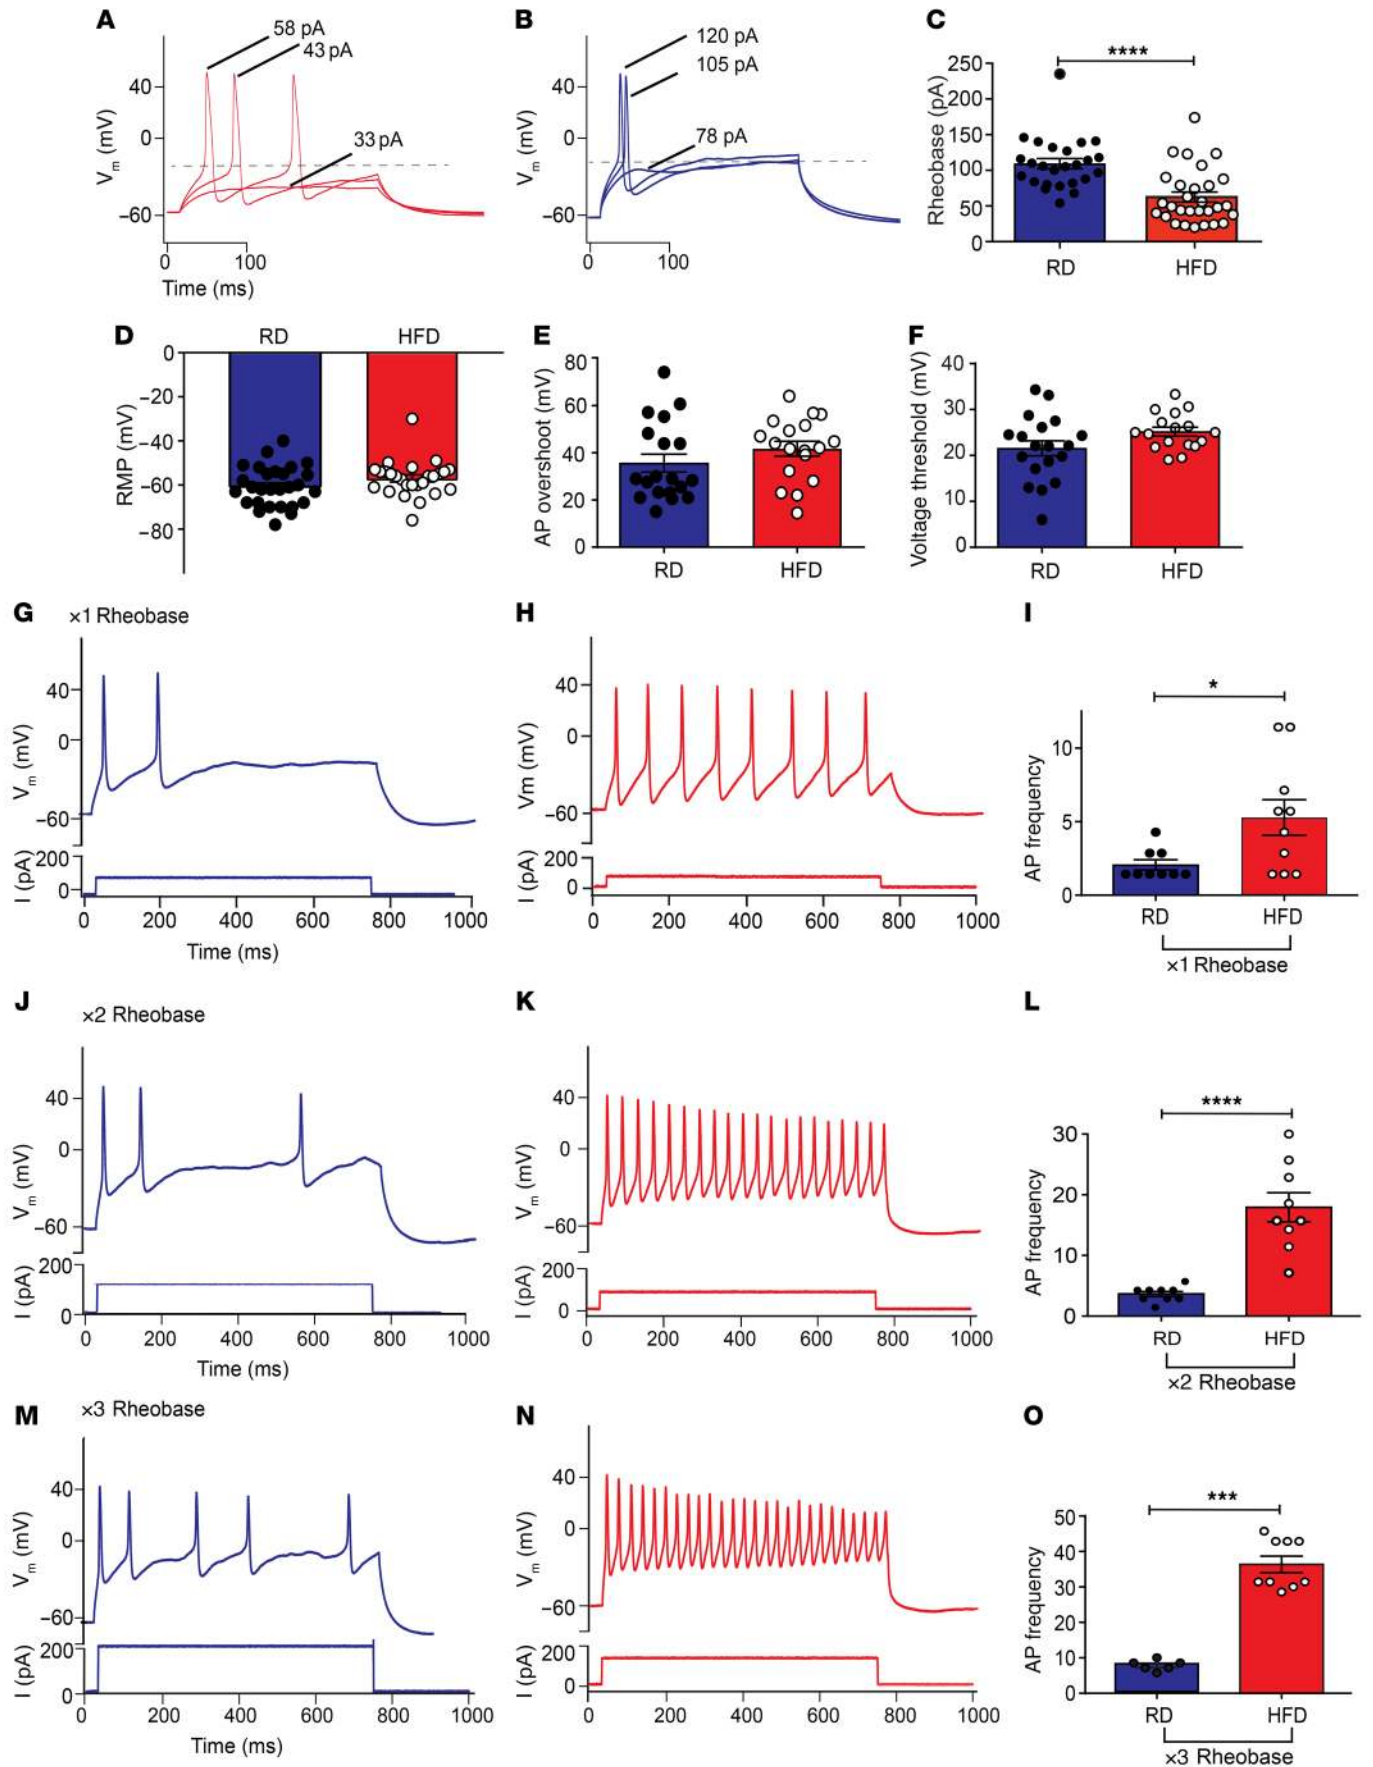 A
58 pA
43 pA
33 pA
40
0
−60
Vm (mV)
0
100
Time (ms)
B
120 pA
105 pA
78 pA
40
0
−60
Vm (mV)
0
100
C
****
250
200
150
100
50
0
Rheobase (pA)
RD
HFD
D
RD
HFD
0
−20
−40
−60
−80
RMP (mV)
E
80
60
40
20
0
AP overshoot (mV)
RD
HFD
F
40
30
20
10
0
Voltage threshold (mV)
RD
HFD
G
×1 Rheobase
40
0
−60
Vm (mV)
200
0
I (pA)
0
200
400
600
800
1000
Time (ms)
H
40
0
−60
Vm (mV)
200
0
I (pA)
0
200
400
600
800
1000
I
*
10
5
0
AP frequency
RD
HFD
×1 Rheobase
J
×2 Rheobase
40
0
−60
Vm (mV)
200
0
I (pA)
0
200
400
600
800
1000
Time (ms)
K
40
0
−60
Vm (mV)
200
0
I (pA)
0
200
400
600
800
1000
L
****
30
20
10
0
AP frequency
RD
HFD
×2 Rheobase
M
×3 Rheobase
40
0
−60
Vm (mV)
200
0
I (pA)
0
200
400
600
800
1000
Time (ms)
N
40
0
−60
Vm (mV)
200
0
I (pA)
0
200
400
600
800
1000
O
***
50
40
30
20
10
0
AP frequency
RD
HFD
×3 Rheobase